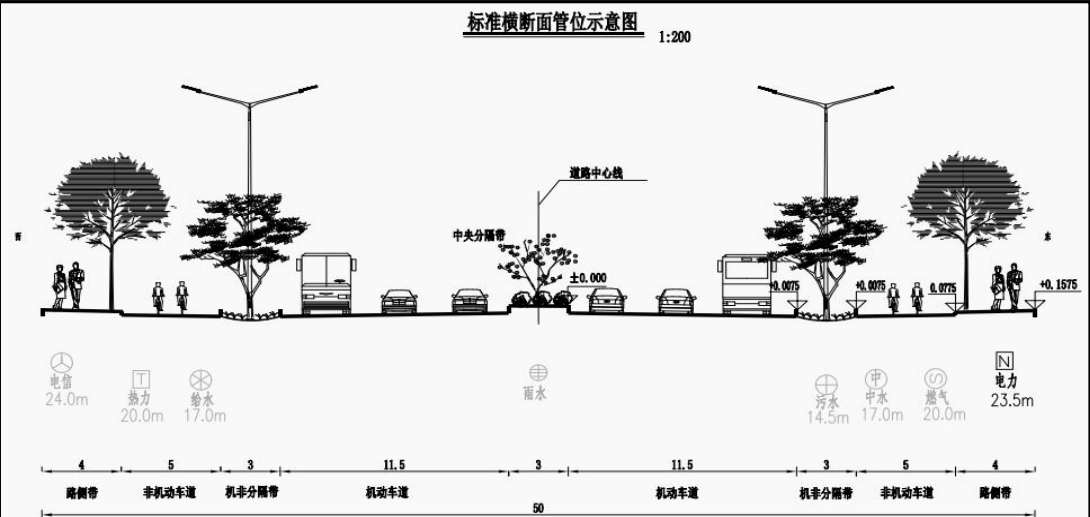 标准横断面管位示意图 1:200
道路中心线
西
中央分隔带
东
±0.000
+0.0075
+0.0075
0.0775
+0.1575
电信
24.0m
T
热力
20.0m
给水
17.0m
雨水
污水
14.5m
中
中水
17.0m
S
燃气
20.0m
N
电力
23.5m
4 5 3 11.5 3 11.5 3 5 4
路侧带 非机动车道 机非分隔带 机动车道 机动车道 机非分隔带 非机动车道 路侧带
50